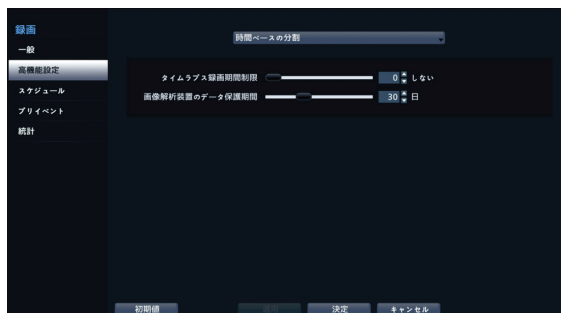 録画
一般
高機能設定
スケジュール
プリイベント
統計
時間ベースの分割
タイムラプス録画期間制限 0 しない
画像解析装置のデータ保護期間 30 日
初期値 決定 キャンセル